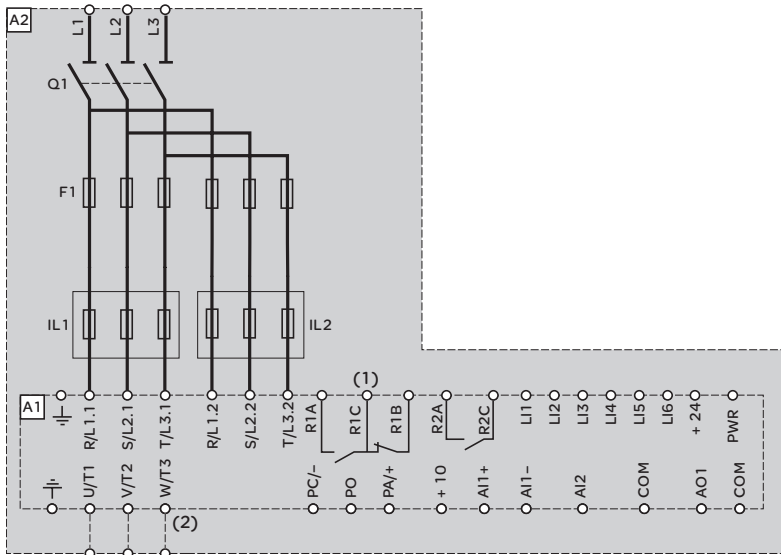 A2
L1
L2
L3
Q1
F1
IL1
IL2
A1
(1)
R/L1.1
S/L2.1
T/L3.1
R/L1.2
S/L2.2
T/L3.2
R1A
R1C
R1B
R2A
R2C
LI1
LI2
LI3
LI4
LI5
LI6
+ 24
PWR
U/T1
V/T2
W/T3
(2)
PC/-
PO
PA/+
+ 10
AI1+
AI1-
AI2
COM
AO1
COM